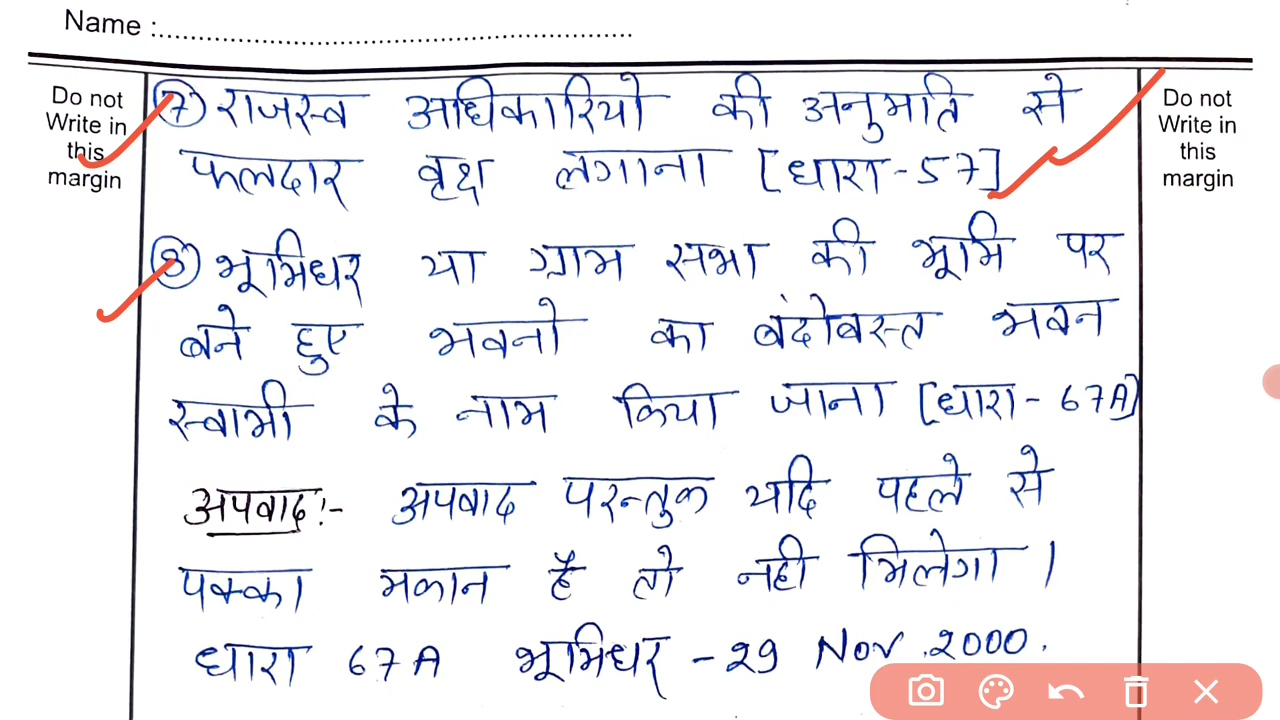 Name :......................................................
Do not
Write in
this
margin
⑦ राजस्व अधिकारियो की अनुमति से
फलदार वृक्ष लगाना [धारा - 57]
⑧ भूमिधर या ग्राम सभा की भूमि पर
बने हुए भवनो का बंदोबस्त भवन
स्वामी के नाम किया जाना [धारा - 67A]
अपवाद :- अपवाद परन्तुक यदि पहले से
पक्का मकान है तो नही मिलेगा ।
धारा 67A भूमिधर - 29 Nov. 2000.
Do not
Write in
this
margin